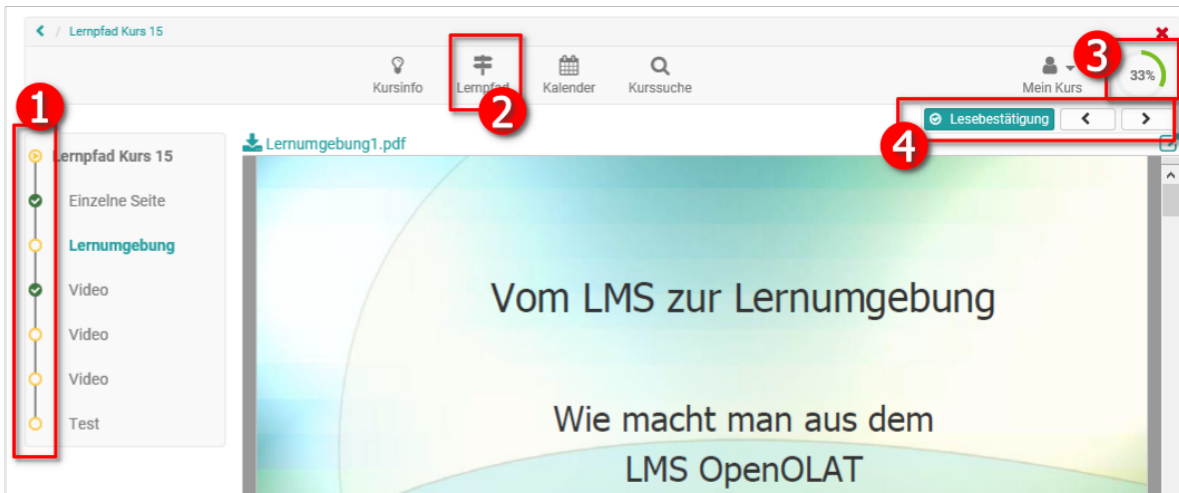 / Lernpfad Kurs 15
Kursinfo
Lernpfad
Kalender
Kurssuche
Mein Kurs
3
33%
1
2
4
Lesebestätigung
Lernumgebung1.pdf
Lernpfad Kurs 15
Einzelne Seite
Lernumgebung
Video
Video
Video
Test
Vom LMS zur Lernumgebung
Wie macht man aus dem
LMS OpenOLAT